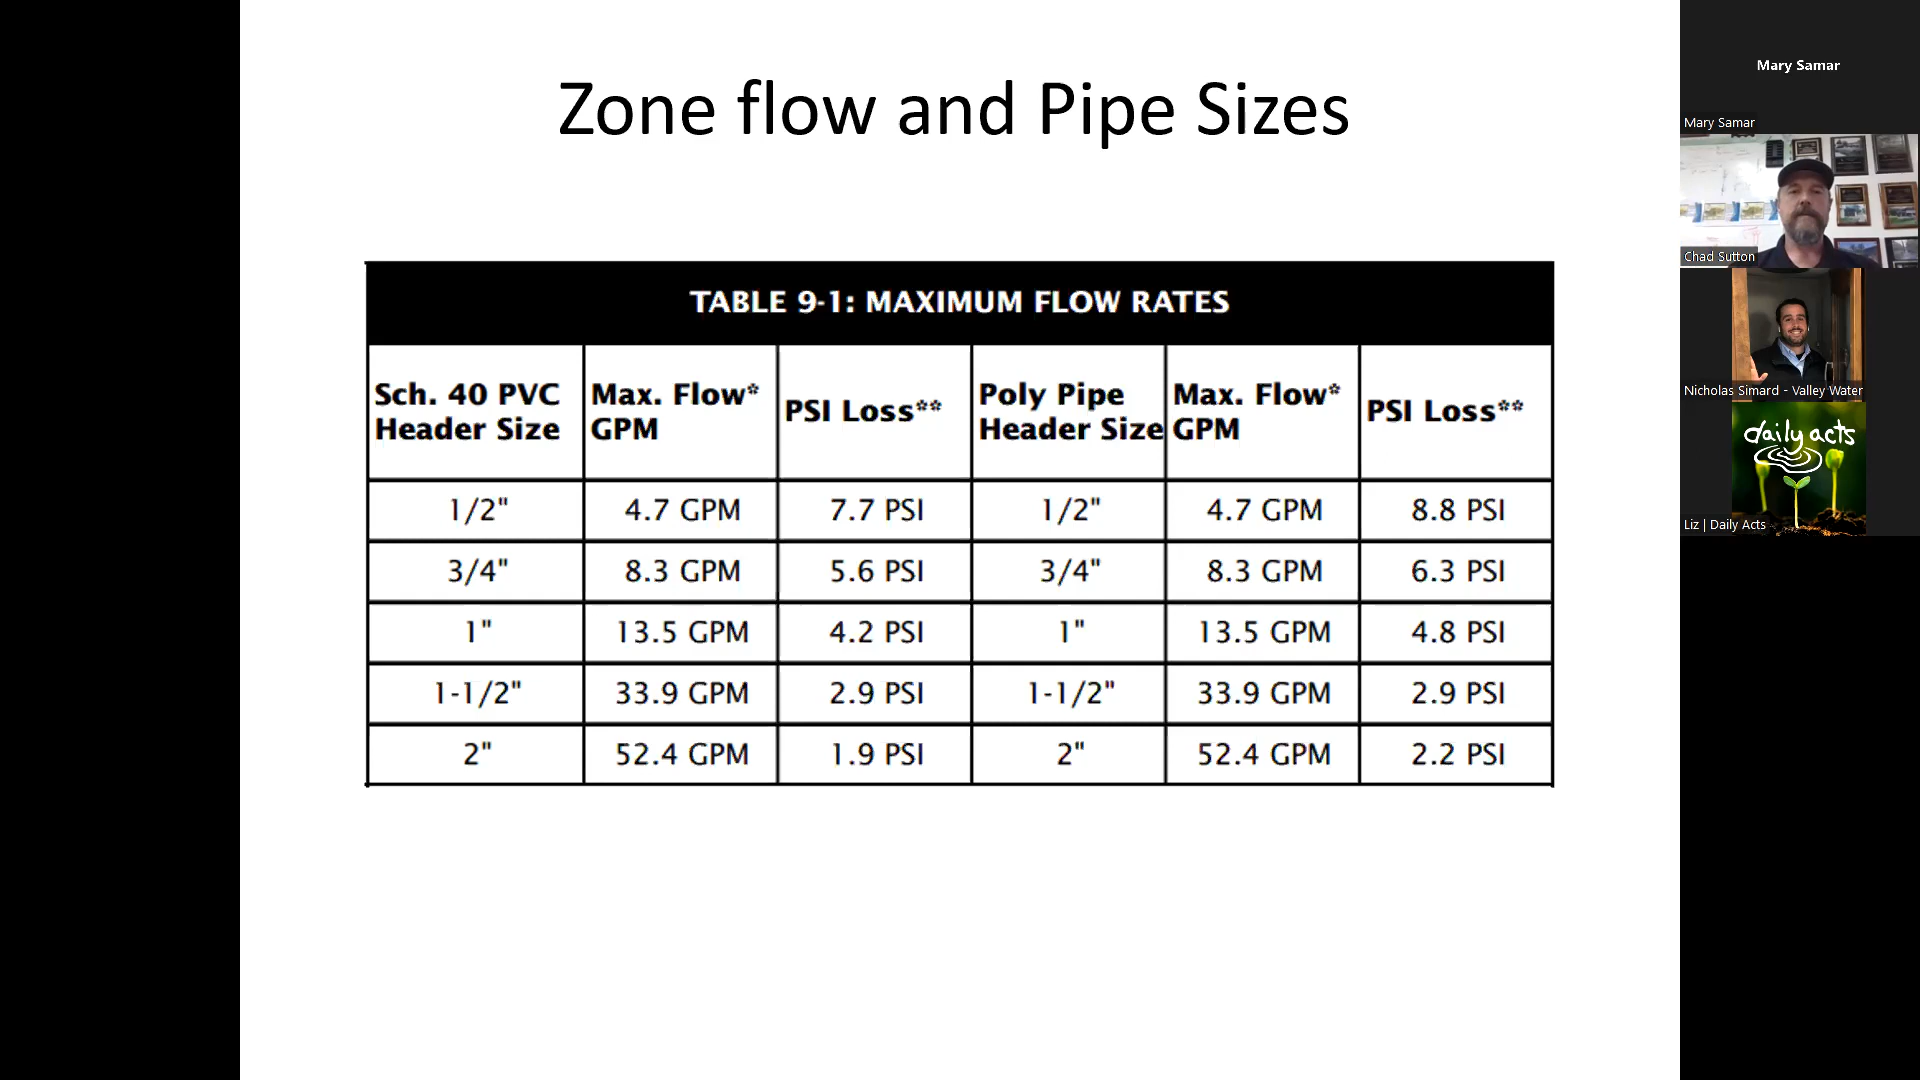 Zone flow and Pipe Sizes
TABLE 9-1: MAXIMUM FLOW RATES
Sch. 40 PVC Header Size Max. Flow* GPM PSI Loss** Poly Pipe Header Size Max. Flow* GPM PSI Loss**
1/2" 4.7 GPM 7.7 PSI 1/2" 4.7 GPM 8.8 PSI
3/4" 8.3 GPM 5.6 PSI 3/4" 8.3 GPM 6.3 PSI
1" 13.5 GPM 4.2 PSI 1" 13.5 GPM 4.8 PSI
1-1/2" 33.9 GPM 2.9 PSI 1-1/2" 33.9 GPM 2.9 PSI
2" 52.4 GPM 1.9 PSI 2" 52.4 GPM 2.2 PSI
Mary Samar
Mary Samar
Chad Sutton
Nicholas Simard - Valley Water
daily acts
Liz | Daily Acts